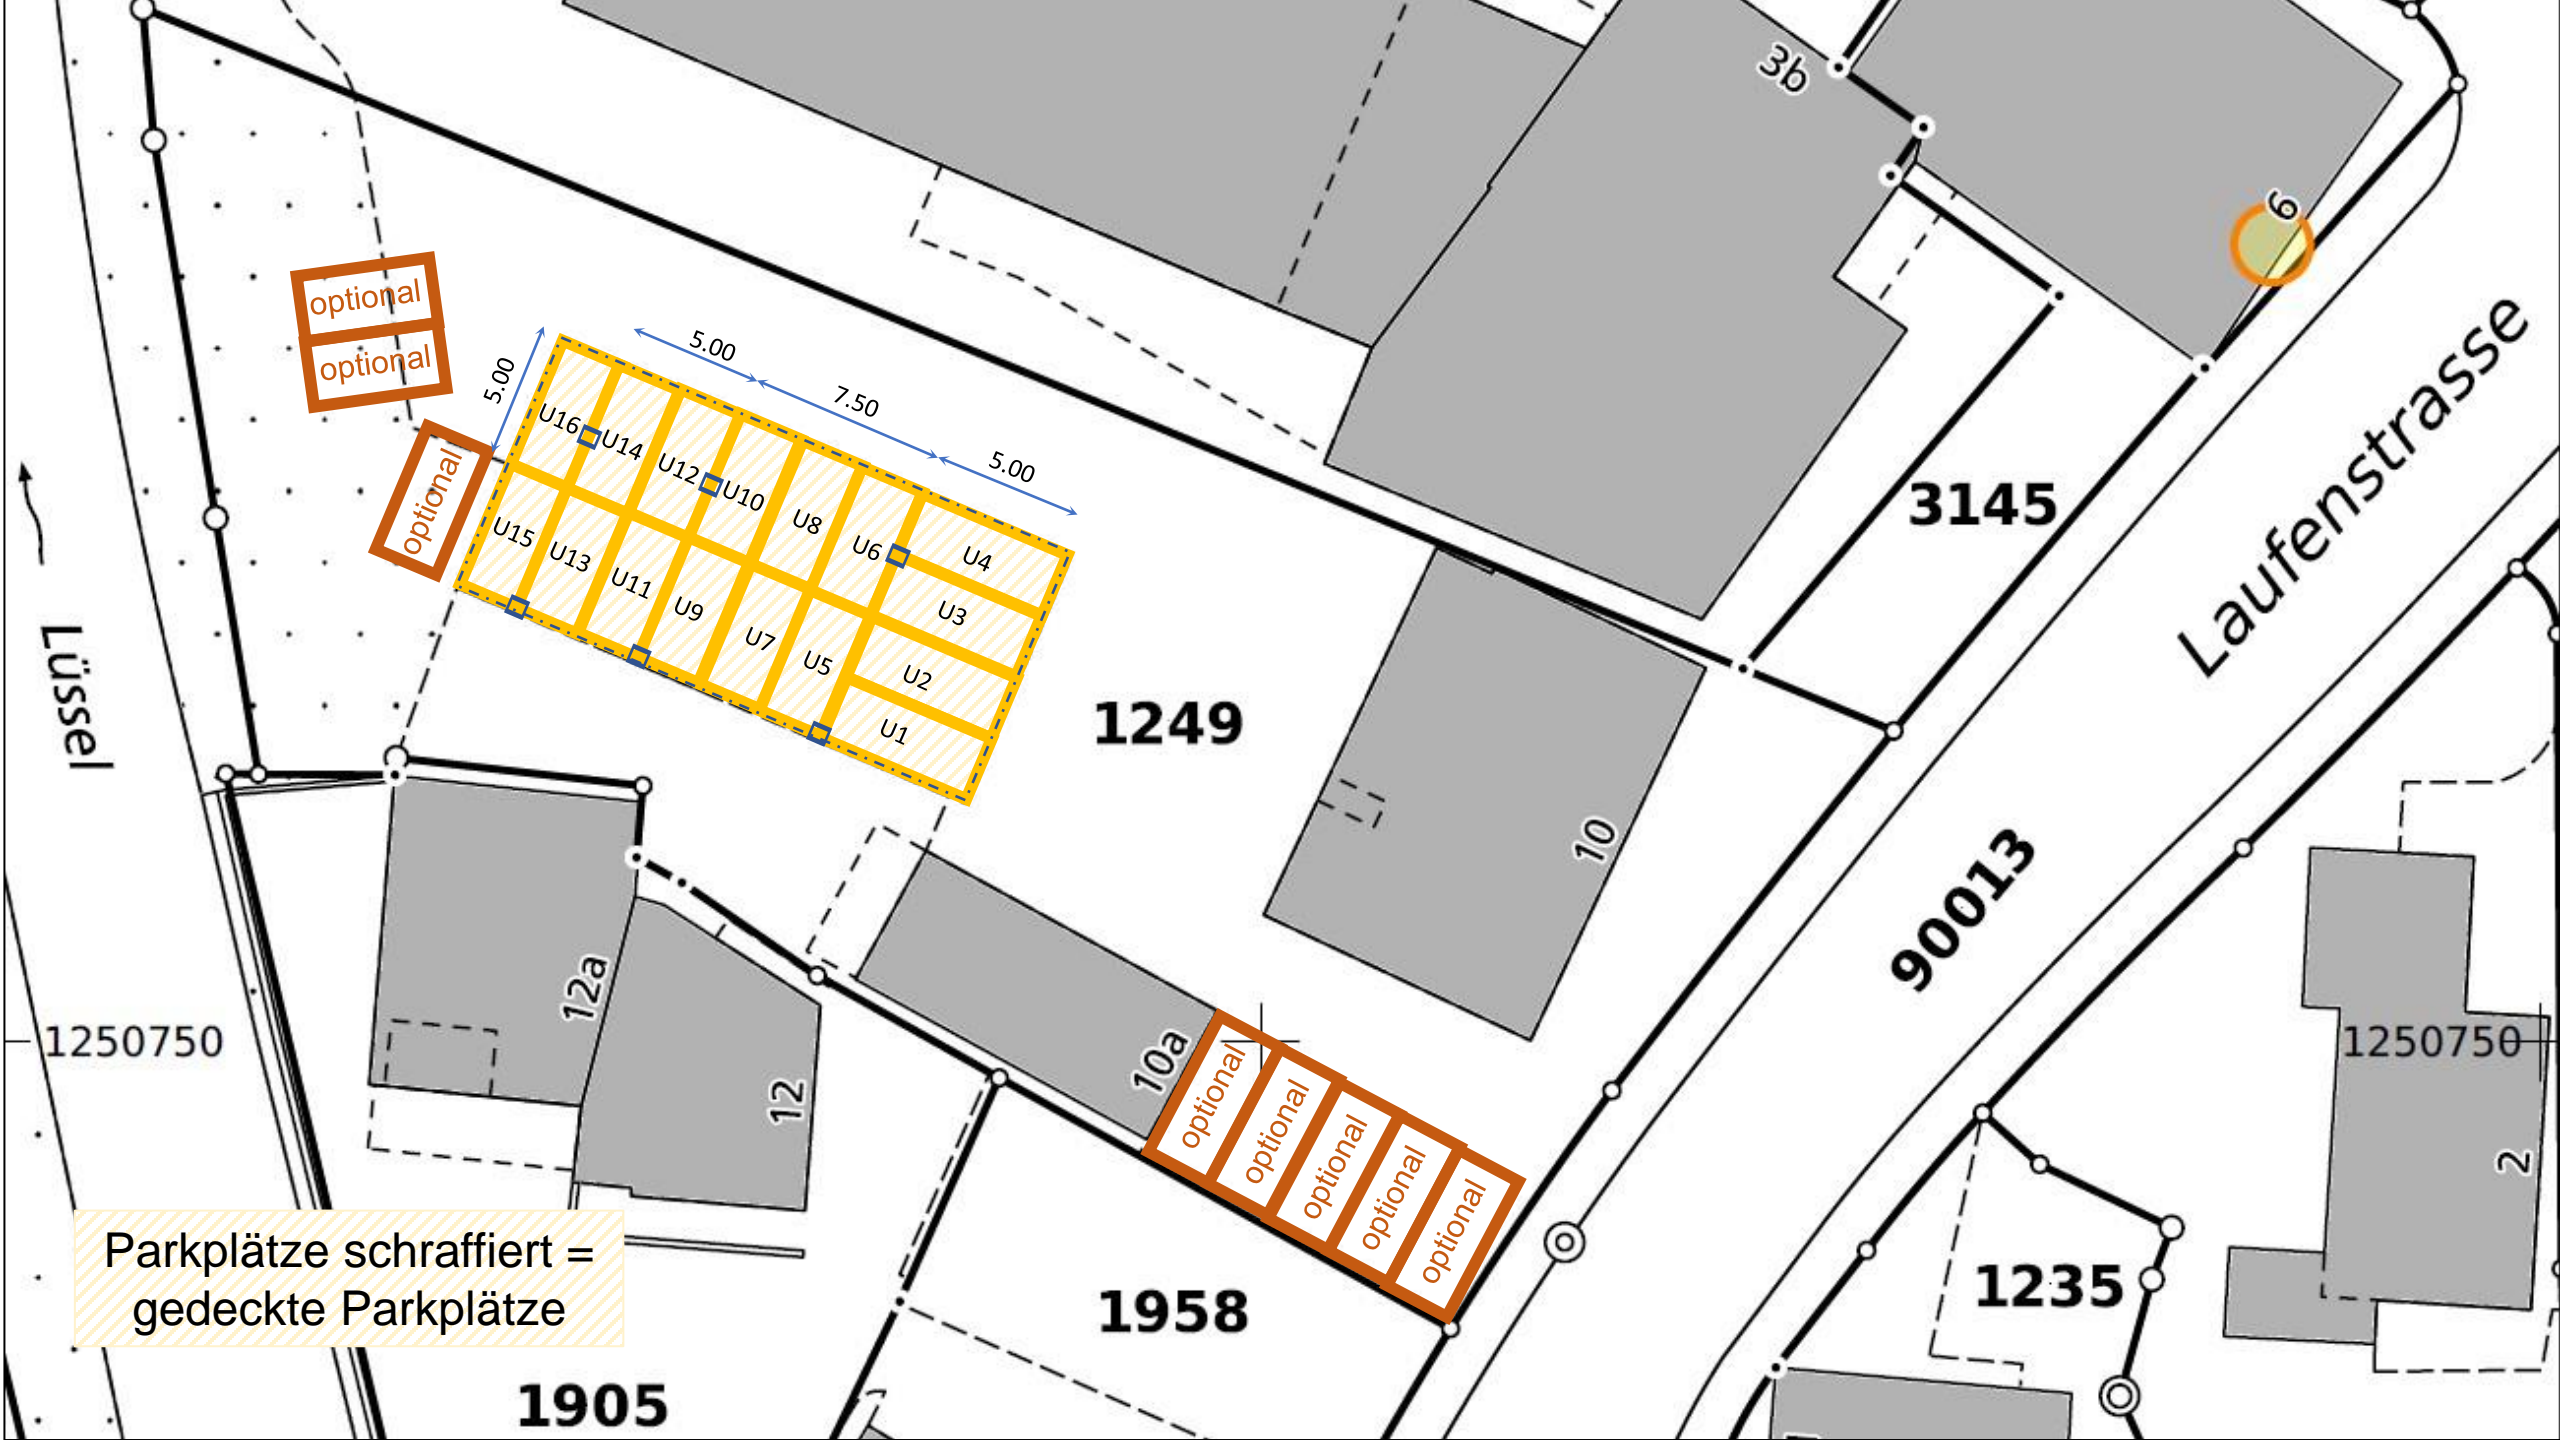 3b
6
optional
optional
5.00
5.00
7.50
5.00
optional
U16
U14
U12
U10
U8
U6
U4
U3
U2
U1
U15
U13
U11
U9
U7
U5
3145
Laufenstrasse
1249
Lüssel
10
90013
12a
12
10a
optional
optional
optional
optional
optional
1250750
1250750
2
Parkplätze schraffiert =
gedeckte Parkplätze
1958
1235
1905